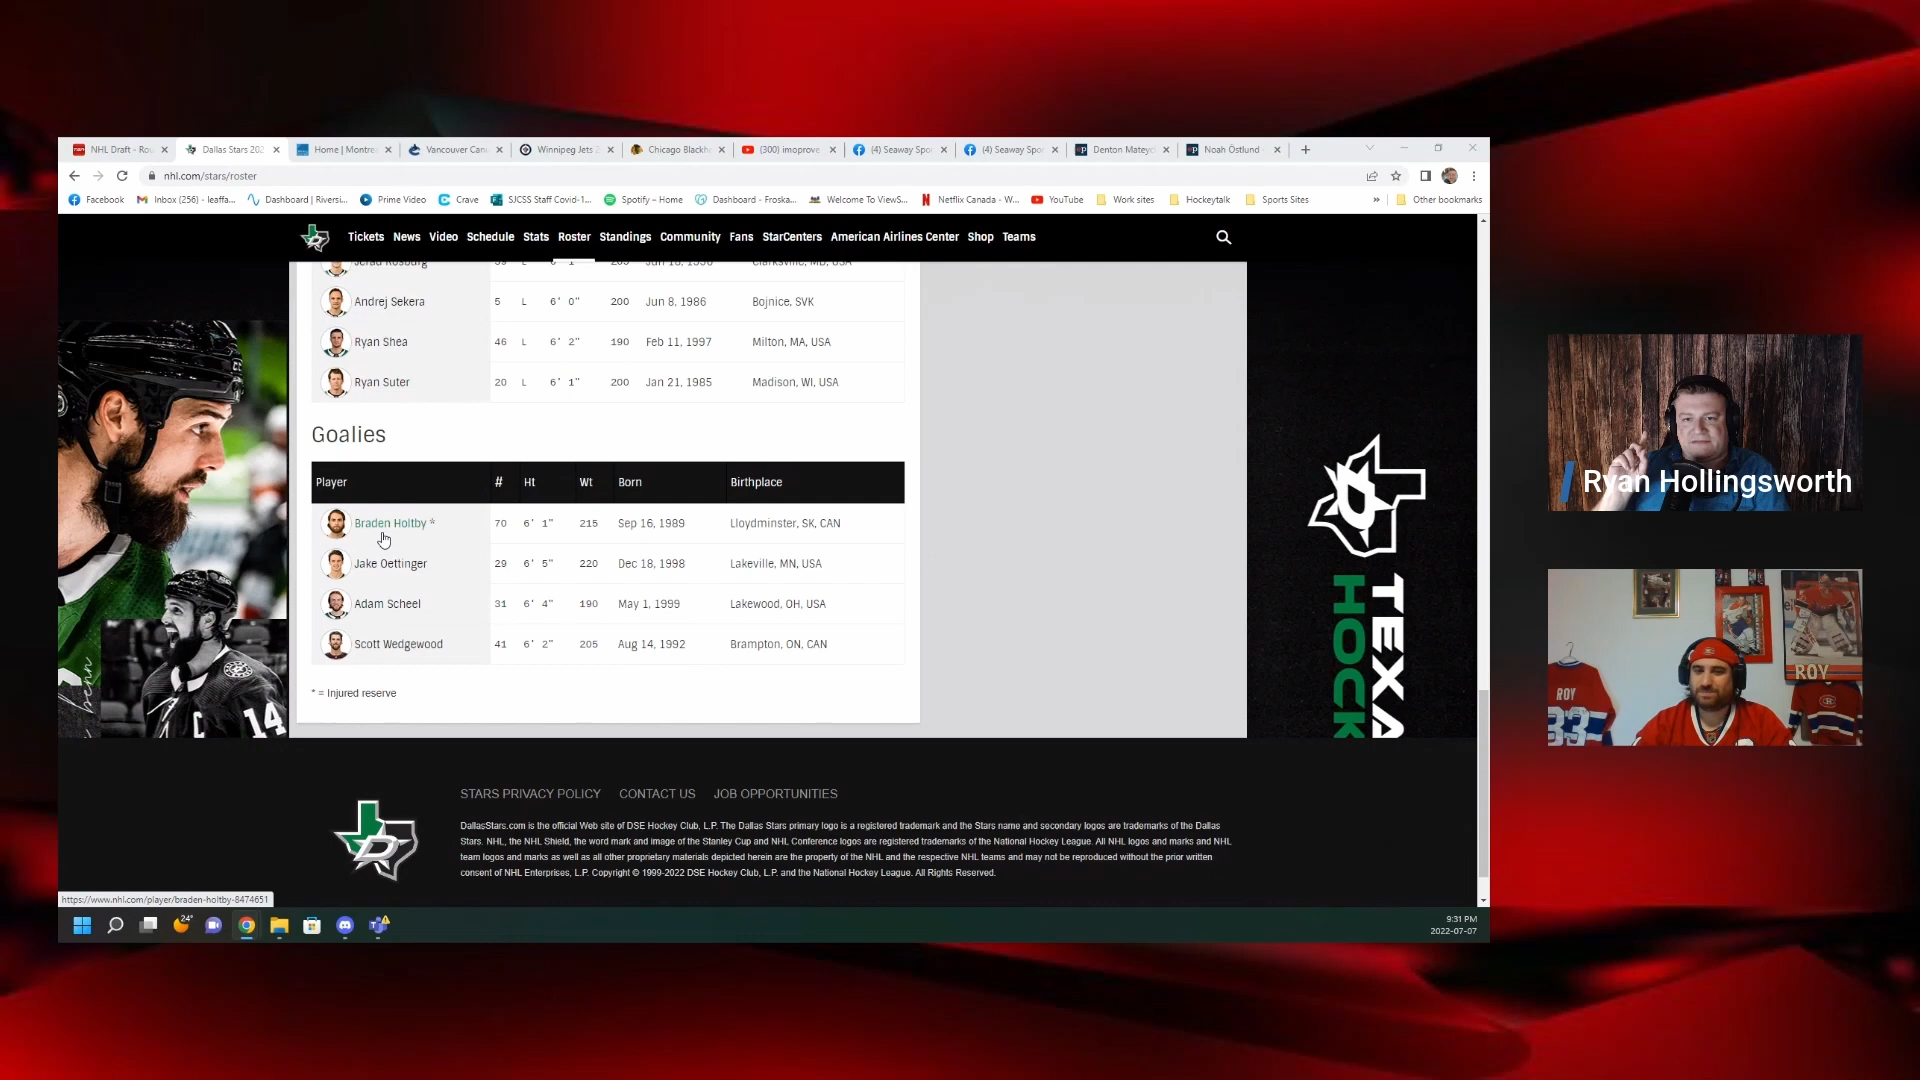 NHL Draft - Rou
Dallas Stars 202
Home | Montre
Vancouver Can
Winnipeg Jets 2
Chicago Blackha
(300) imoprove
(4) Seaway Spo
(4) Seaway Spo
Denton Mateyc
Noah Östlund
nhl.com/stars/roster
Facebook
Inbox (256) - leaffa...
Dashboard | Riversi...
Prime Video
Crave
SJCSS Staff Covid-1...
Spotify – Home
Dashboard - Froska...
Welcome To ViewS...
Netflix Canada - W...
YouTube
Work sites
Hockeytalk
Sports Sites
»
Other bookmarks
Tickets News Video Schedule Stats Roster Standings Community Fans StarCenters American Airlines Center Shop Teams
Andrej Sekera 5 L 6' 0" 200 Jun 8, 1986 Bojnice, SVK
Ryan Shea 46 L 6' 2" 190 Feb 11, 1997 Milton, MA, USA
Ryan Suter 20 L 6' 1" 200 Jan 21, 1985 Madison, WI, USA
Goalies
Player # Ht Wt Born Birthplace
Braden Holtby * 70 6' 1" 215 Sep 16, 1989 Lloydminster, SK, CAN
Jake Oettinger 29 6' 5" 220 Dec 18, 1998 Lakeville, MN, USA
Adam Scheel 31 6' 4" 190 May 1, 1999 Lakewood, OH, USA
Scott Wedgewood 41 6' 2" 205 Aug 14, 1992 Brampton, ON, CAN
* = Injured reserve
benn
C 14
TEXA
HOCK
STARS PRIVACY POLICY CONTACT US JOB OPPORTUNITIES
DallasStars.com is the official Web site of DSE Hockey Club, L.P. The Dallas Stars primary logo is a registered trademark and the Stars name and secondary logos are trademarks of the Dallas
Stars. NHL, the NHL Shield, the word mark and image of the Stanley Cup and NHL Conference logos are registered trademarks of the National Hockey League. All NHL logos and marks and NHL
team logos and marks as well as all other proprietary materials depicted herein are the property of the NHL and the respective NHL teams and may not be reproduced without the prior written
consent of NHL Enterprises, L.P. Copyright © 1999-2022 DSE Hockey Club, L.P. and the National Hockey League. All Rights Reserved.
https://www.nhl.com/player/braden-holtby-8474651
24°
9:31 PM
2022-07-07
Ryan Hollingsworth
ROY
ROY
33